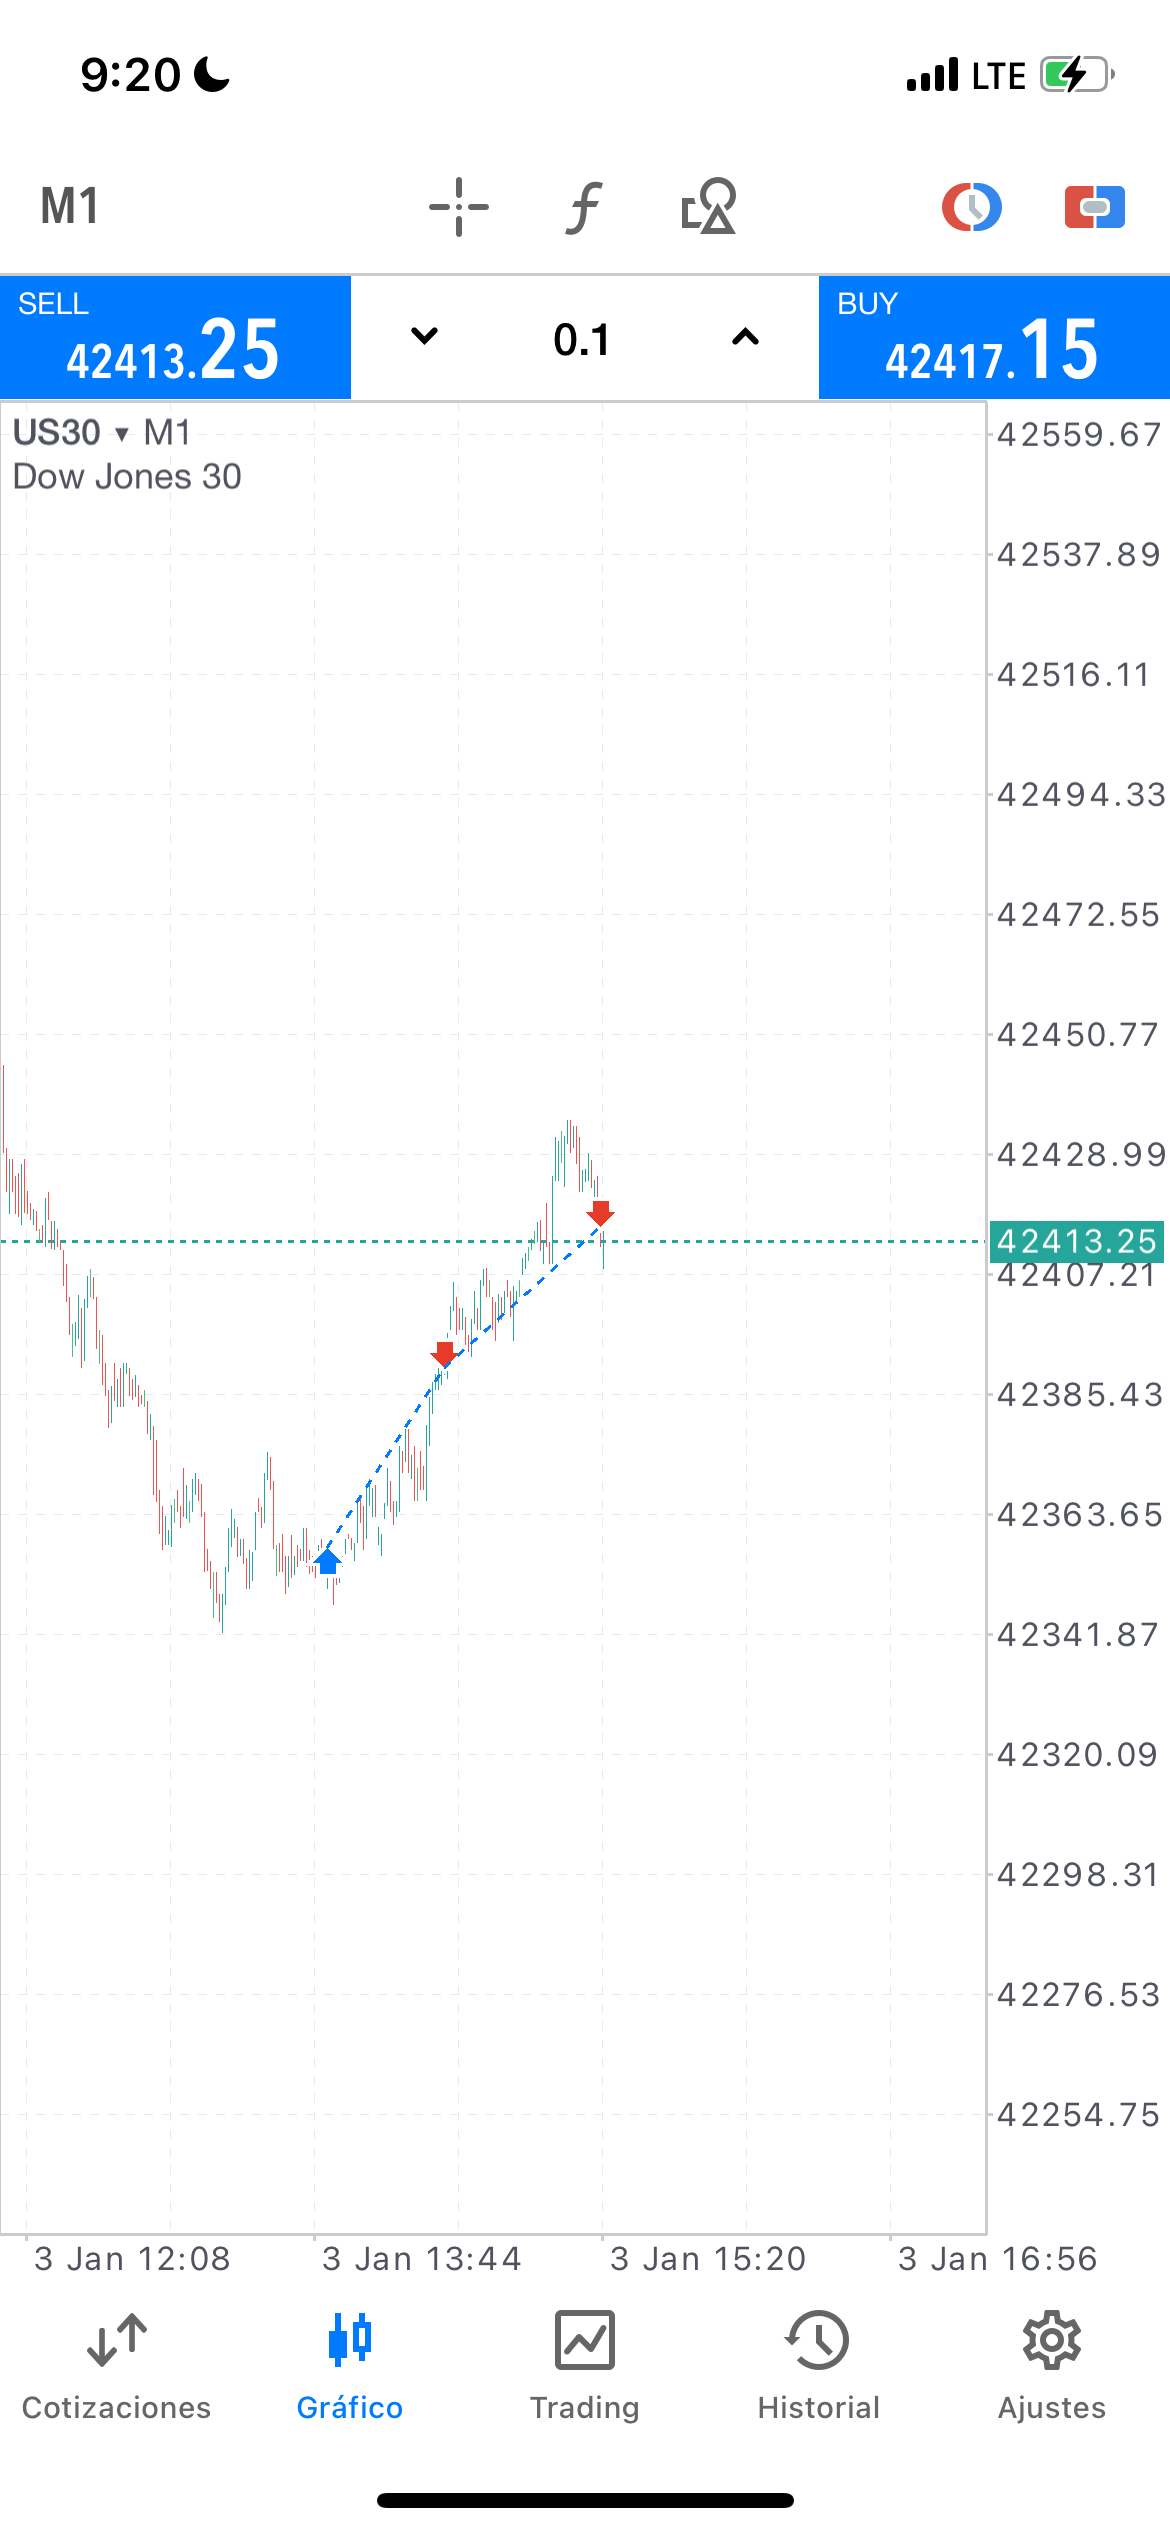 9:20
LTE
M1
SELL
42413.25
0.1
BUY
42417.15
US30 ▾ M1
Dow Jones 30
42559.67
42537.89
42516.11
42494.33
42472.55
42450.77
42428.99
42413.25
42407.21
42385.43
42363.65
42341.87
42320.09
42298.31
42276.53
42254.75
3 Jan 12:08
3 Jan 13:44
3 Jan 15:20
3 Jan 16:56
Cotizaciones
Gráfico
Trading
Historial
Ajustes